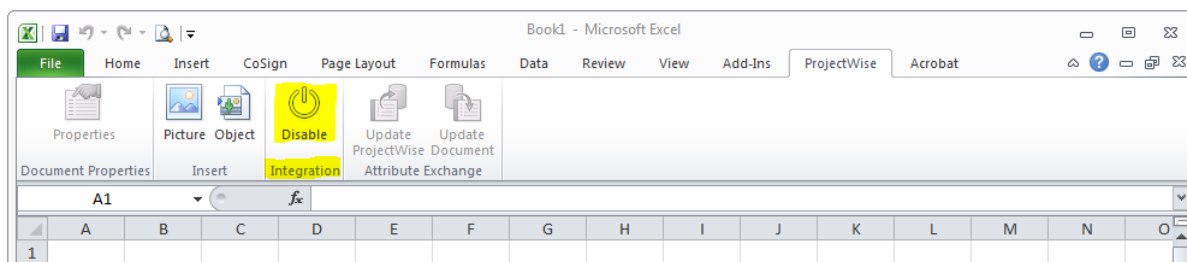 Book1 - Microsoft Excel
File Home Insert CoSign Page Layout Formulas Data Review View Add-Ins ProjectWise Acrobat
Properties Picture Object Disable Update ProjectWise Update Document
Document Properties Insert Integration Attribute Exchange
A1 fx
A B C D E F G H I J K L M N O
1